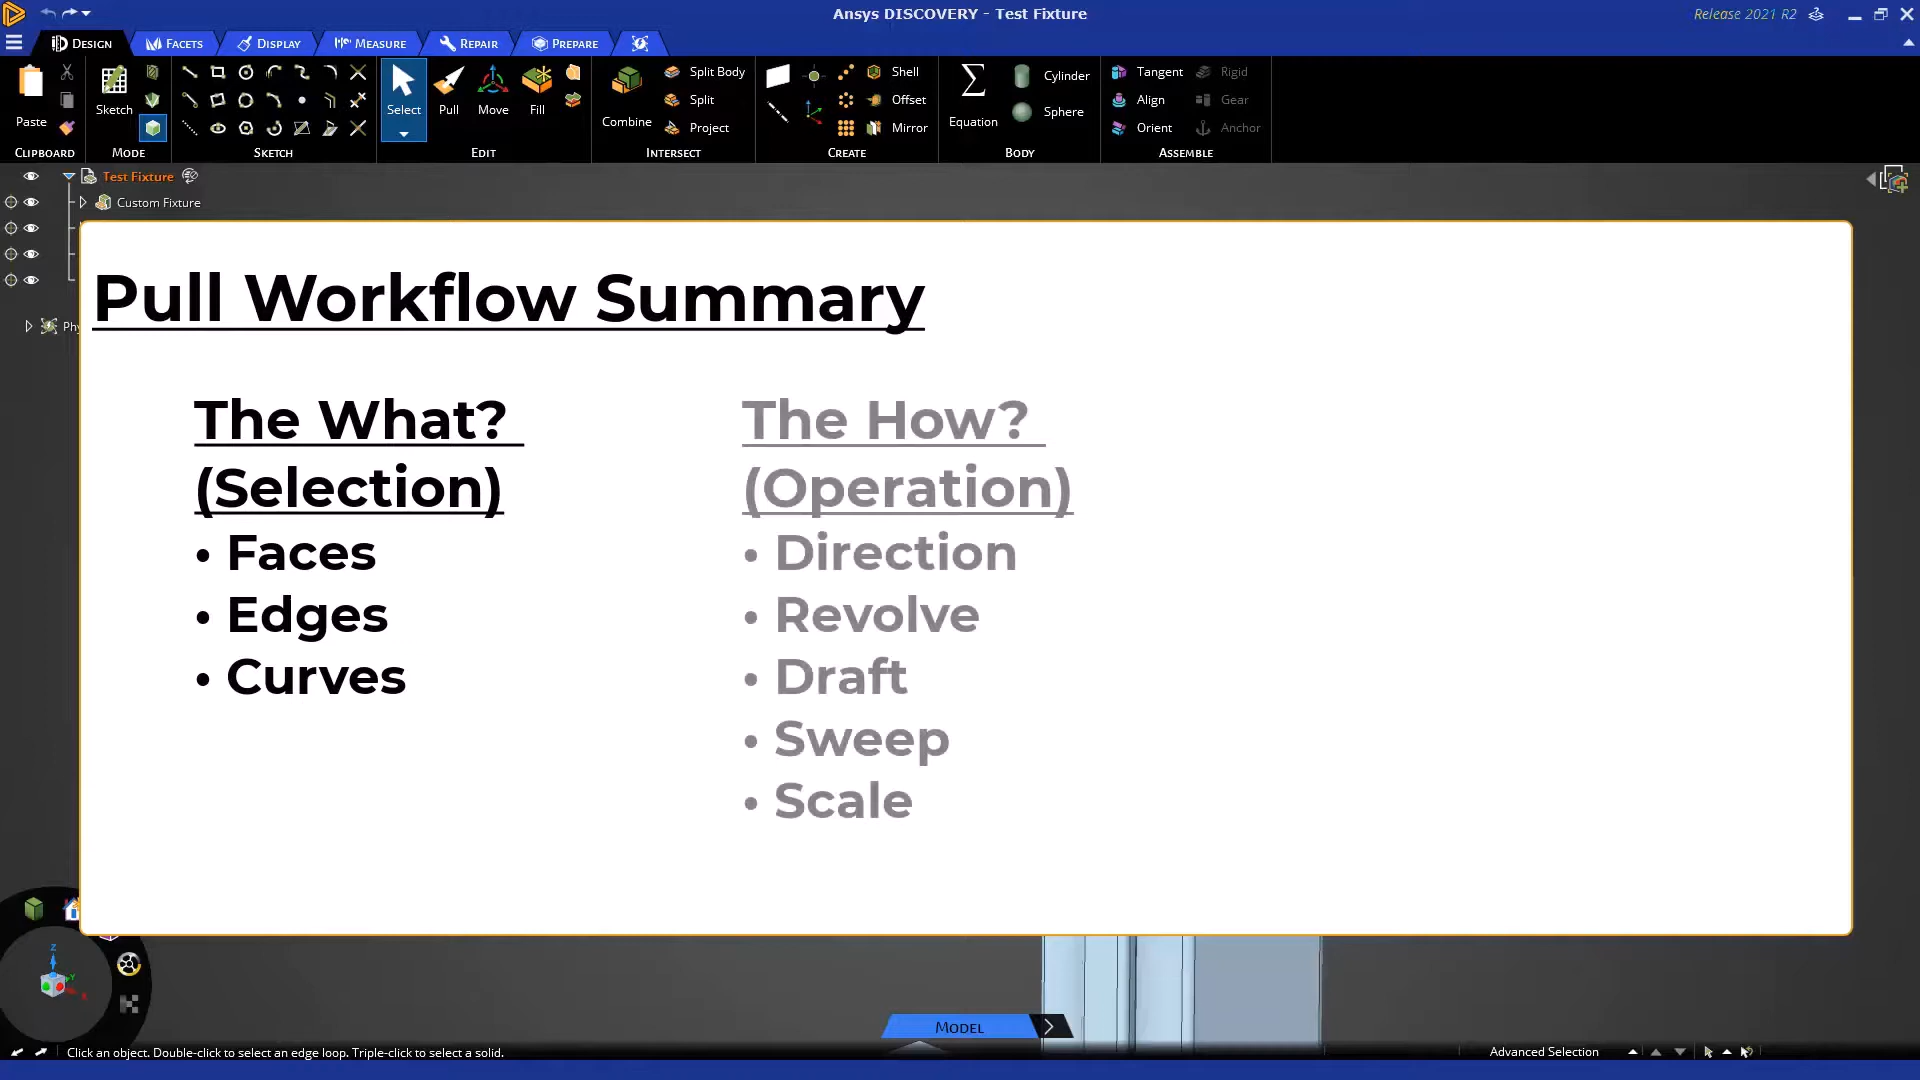 Ansys DISCOVERY - Test Fixture
Release 2021 R2
DESIGN
FACETS
DISPLAY
MEASURE
REPAIR
PREPARE
Paste
CLIPBOARD
Sketch
MODE
SKETCH
Select
Pull
Move
Fill
EDIT
Combine
Split Body
Split
Project
INTERSECT
Shell
Offset
Mirror
CREATE
Equation
Cylinder
Sphere
BODY
Tangent
Align
Orient
Rigid
Gear
Anchor
ASSEMBLE
Test Fixture
Custom Fixture
Phy
Pull Workflow Summary
The What?
(Selection)
• Faces
• Edges
• Curves
The How?
(Operation)
• Direction
• Revolve
• Draft
• Sweep
• Scale
Z
Y
X
MODEL
Click an object. Double-click to select an edge loop. Triple-click to select a solid.
Advanced Selection